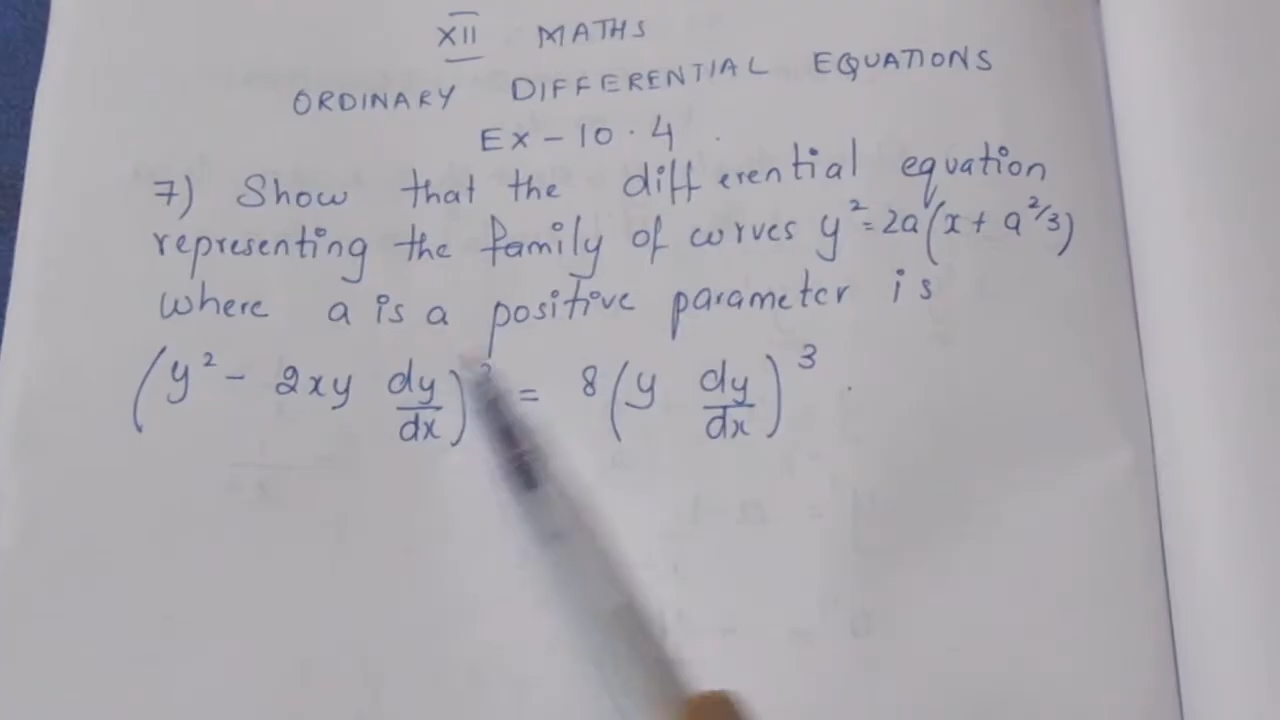 XII MATHS
ORDINARY DIFFERENTIAL EQUATIONS
Ex - 10.4
7) Show that the differential equation
representing the family of curves y² = 2a(x + a^2/3)
where a is a positive parameter is
(y² - 2xy dy/dx) = 8(y dy/dx)³.